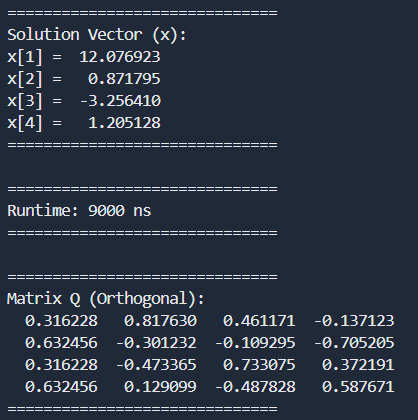 ==============================
Solution Vector (x):
x[1] =  12.076923
x[2] =   0.871795
x[3] =  -3.256410
x[4] =   1.205128
==============================

==============================
Runtime: 9000 ns
==============================

==============================
Matrix Q (Orthogonal):
  0.316228   0.817630   0.461171  -0.137123
  0.632456  -0.301232  -0.109295  -0.705205
  0.316228  -0.473365   0.733075   0.372191
  0.632456   0.129099  -0.487828   0.587671
==============================